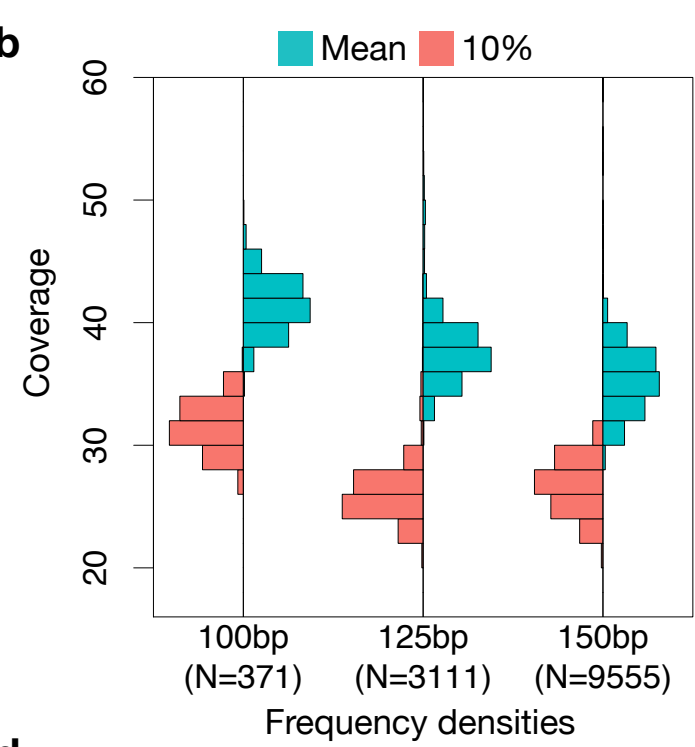 b
Mean 10%
60
50
40
30
20
Coverage
100bp 125bp 150bp
(N=371) (N=3111) (N=9555)
Frequency densities